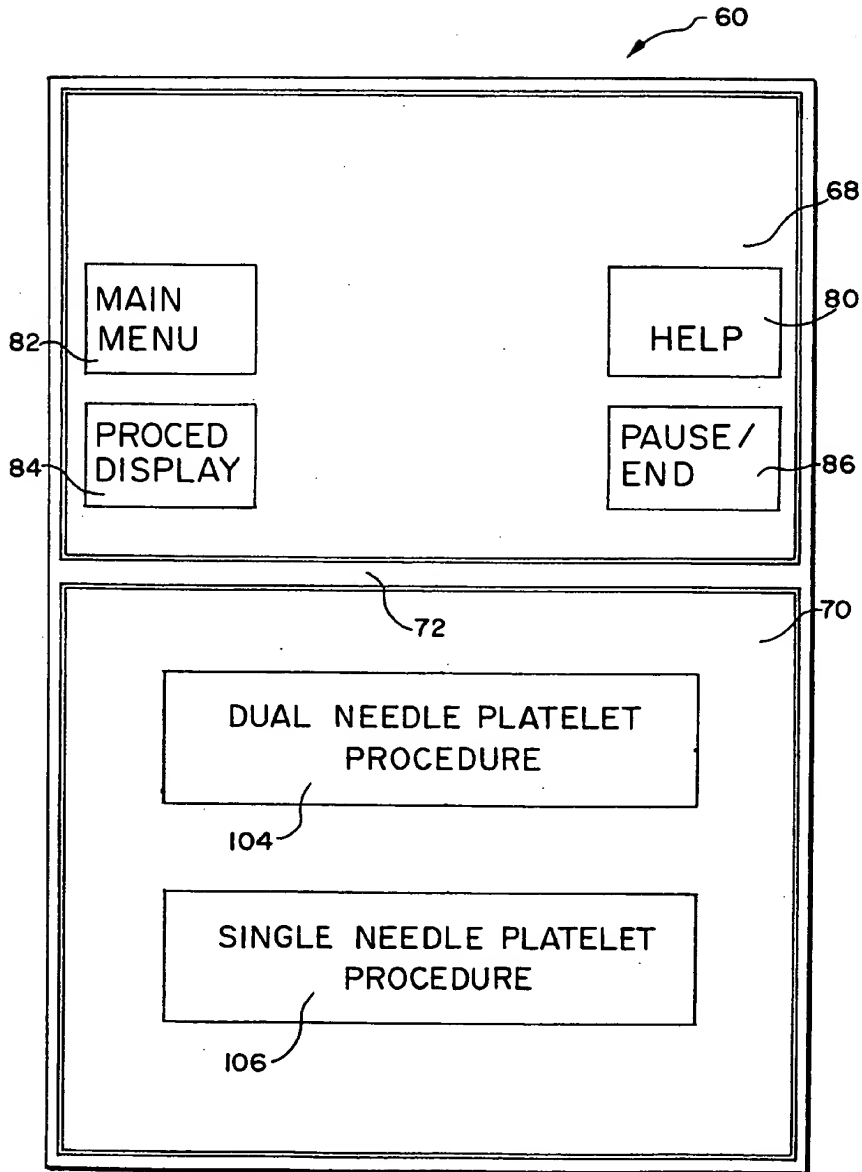 60
68
MAIN
MENU
82
HELP
80
PROCED
DISPLAY
84
PAUSE/
END
86
72
70
DUAL NEEDLE PLATELET
PROCEDURE
104
SINGLE NEEDLE PLATELET
PROCEDURE
106